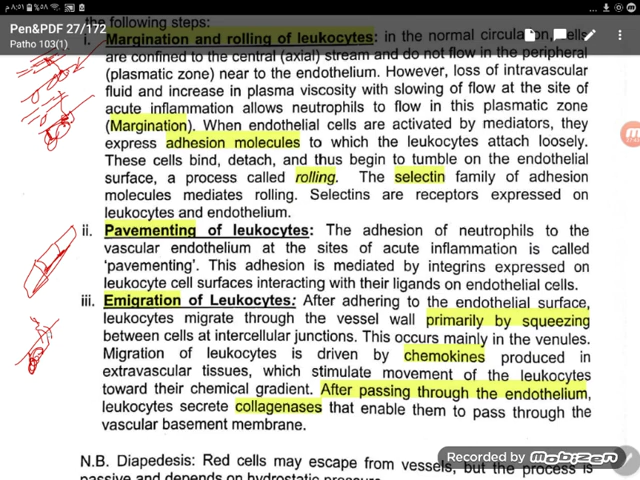 م ٨:٥١
٥٨٪
Pen&PDF 27/172
Patho 103(1)
the following steps:
i. Margination and rolling of leukocytes: in the normal circulation, cells
are confined to the central (axial) stream and do not flow in the peripheral
(plasmatic zone) near to the endothelium. However, loss of intravascular
fluid and increase in plasma viscosity with slowing of flow at the site of
acute inflammation allows neutrophils to flow in this plasmatic zone
(Margination). When endothelial cells are activated by mediators, they
express adhesion molecules to which the leukocytes attach loosely.
These cells bind, detach, and thus begin to tumble on the endothelial
surface, a process called rolling. The selectin family of adhesion
molecules mediates rolling. Selectins are receptors expressed on
leukocytes and endothelium.
ii. Pavementing of leukocytes: The adhesion of neutrophils to the
vascular endothelium at the sites of acute inflammation is called
‘pavementing’. This adhesion is mediated by integrins expressed on
leukocyte cell surfaces interacting with their ligands on endothelial cells.
iii. Emigration of Leukocytes: After adhering to the endothelial surface,
leukocytes migrate through the vessel wall primarily by squeezing
between cells at intercellular junctions. This occurs mainly in the venules.
Migration of leukocytes is driven by chemokines produced in
extravascular tissues, which stimulate movement of the leukocytes
toward their chemical gradient. After passing through the endothelium,
leukocytes secrete collagenases that enable them to pass through the
vascular basement membrane.
Recorded by MOBIZEN
N.B. Diapedesis: Red cells may escape from vessels, but the process is
passive and depends on hydrostatic pressure.